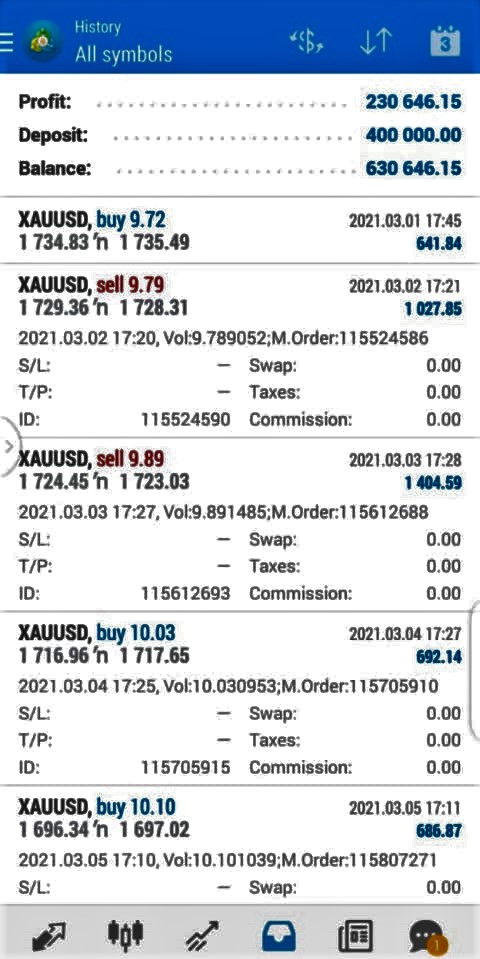 History
All symbols
3
Profit: 230 646.15
Deposit: 400 000.00
Balance: 630 646.15
XAUUSD, buy 9.72 2021.03.01 17:45
1 734.83 'n 1 735.49 641.84
XAUUSD, sell 9.79 2021.03.02 17:21
1 729.36 'n 1 728.31 1 027.85
2021.03.02 17:20, Vol:9.789052;M.Order:115524586
S/L: – Swap: 0.00
T/P: – Taxes: 0.00
ID: 115524590 Commission: 0.00
XAUUSD, sell 9.89 2021.03.03 17:28
1 724.45 'n 1 723.03 1 404.59
2021.03.03 17:27, Vol:9.891485;M.Order:115612688
S/L: – Swap: 0.00
T/P: – Taxes: 0.00
ID: 115612693 Commission: 0.00
XAUUSD, buy 10.03 2021.03.04 17:27
1 716.96 'n 1 717.65 692.14
2021.03.04 17:25, Vol:10.030953;M.Order:115705910
S/L: – Swap: 0.00
T/P: – Taxes: 0.00
ID: 115705915 Commission: 0.00
XAUUSD, buy 10.10 2021.03.05 17:11
1 696.34 'n 1 697.02 686.87
2021.03.05 17:10, Vol:10.101039;M.Order:115807271
S/L: – Swap: 0.00
1